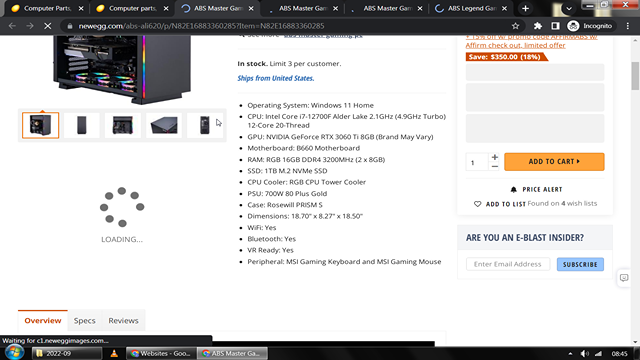 Computer Parts,
Computer Parts,
ABS Master Gam
ABS Master Gam
ABS Master Gam
ABS Legend Gam
newegg.com/abs-ali620/p/N82E16883360285?Item=N82E16883360285
Incognito
See more "abs master gaming pc"
+ 15% off w/ promo code AFFIRMABS w/
Affirm check out, limited offer
Save: $350.00 (18%)
In stock. Limit 3 per customer.
Ships from United States.
Operating System: Windows 11 Home
CPU: Intel Core i7-12700F Alder Lake 2.1GHz (4.9GHz Turbo)
12-Core 20-Thread
GPU: NVIDIA GeForce RTX 3060 Ti 8GB (Brand May Vary)
Motherboard: B660 Motherboard
RAM: RGB 16GB DDR4 3200MHz (2 x 8GB)
SSD: 1TB M.2 NVMe SSD
CPU Cooler: RGB CPU Tower Cooler
PSU: 700W 80 Plus Gold
Case: Rosewill PRISM S
Dimensions: 18.70" x 8.27" x 18.50"
WiFi: Yes
Bluetooth: Yes
VR Ready: Yes
Peripheral: MSI Gaming Keyboard and MSI Gaming Mouse
LOADING...
1
ADD TO CART
PRICE ALERT
ADD TO LIST Found on 4 wish lists
ARE YOU AN E-BLAST INSIDER?
Enter Email Address
SUBSCRIBE
Overview
Specs
Reviews
Waiting for c1.neweggimages.com...
2022-09
Websites - Goo...
ABS Master Ga...
08:45